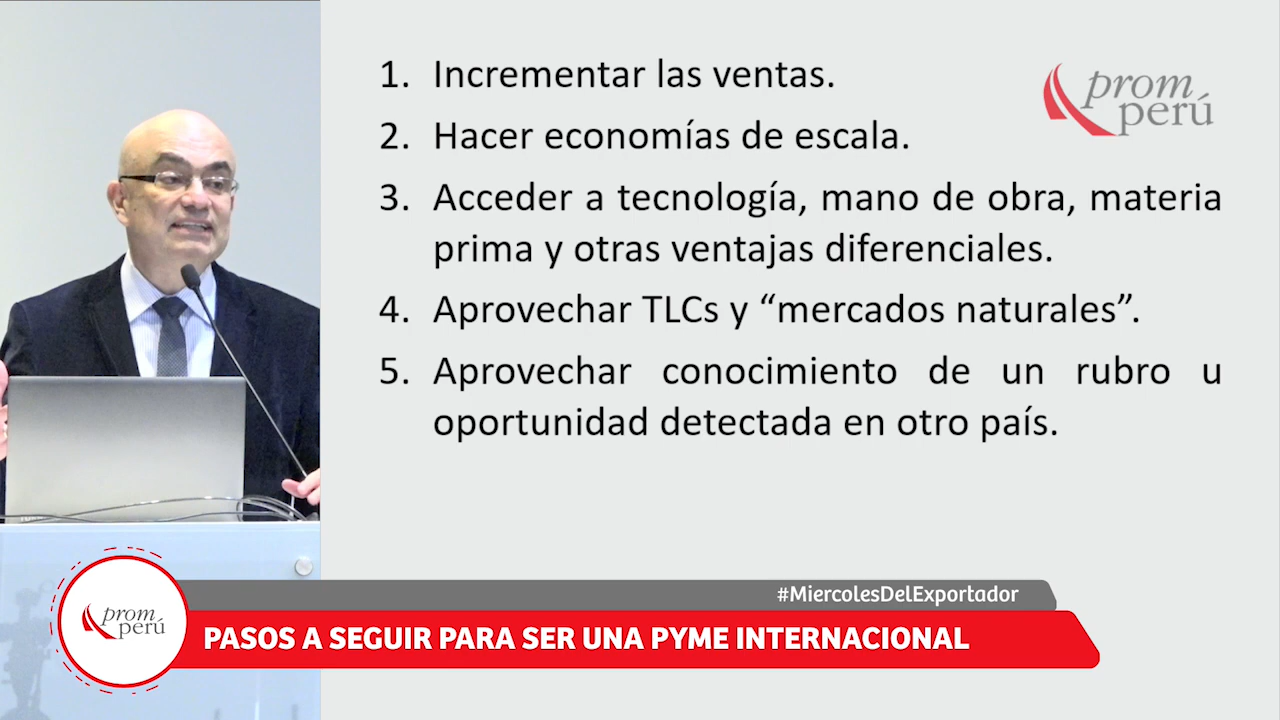 1. Incrementar las ventas.
2. Hacer economías de escala.
3. Acceder a tecnología, mano de obra, materia
prima y otras ventajas diferenciales.
4. Aprovechar TLCs y “mercados naturales”.
5. Aprovechar conocimiento de un rubro u
oportunidad detectada en otro país.
prom
perú
#MiercolesDelExportador
prom
perú
PASOS A SEGUIR PARA SER UNA PYME INTERNACIONAL